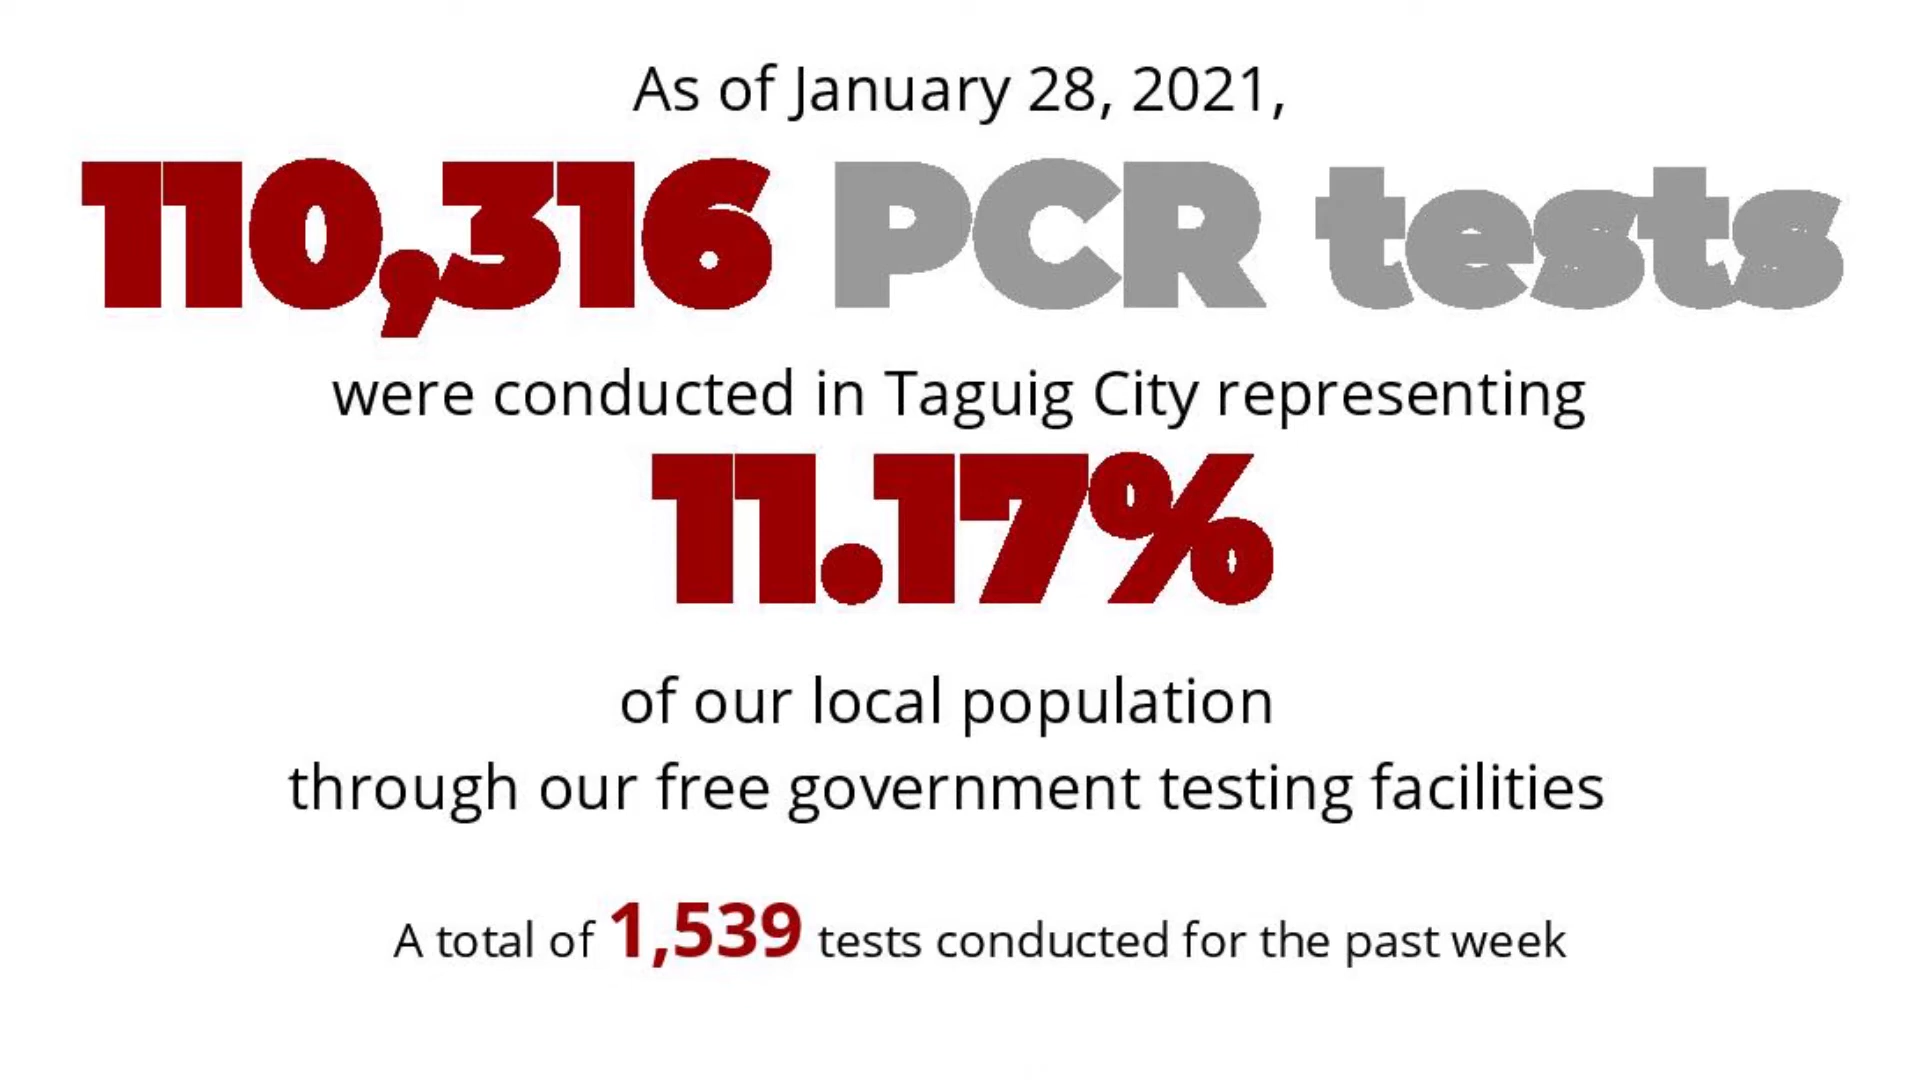 As of January 28, 2021,
110,316 PCR tests
were conducted in Taguig City representing
11.17%
of our local population
through our free government testing facilities
A total of 1,539 tests conducted for the past week